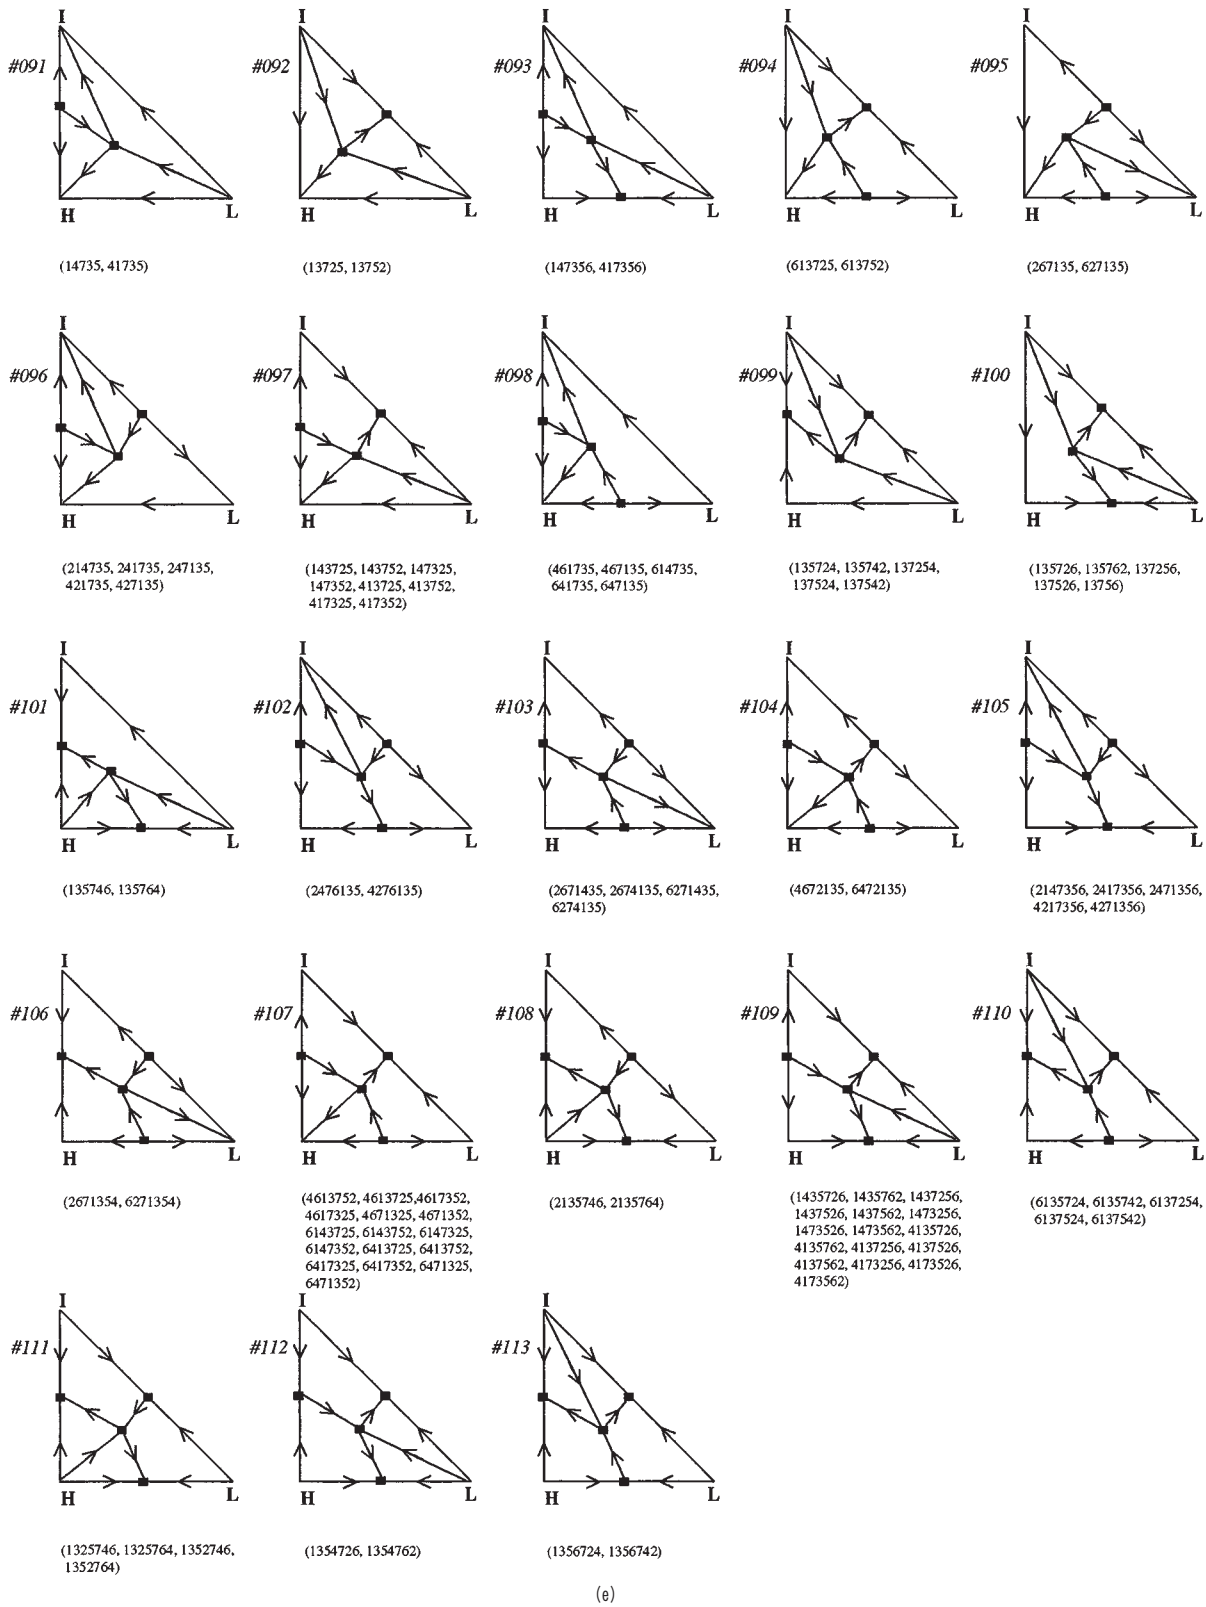 I I I I I
#091 #092 #093 #094 #095
H L H L H L H L H L
(14735, 41735) (13725, 13752) (147356, 417356) (613725, 613752) (267135, 627135)
I I I I I
#096 #097 #098 #099 #100
H L H L H L H L H L
(214735, 241735, 247135, (143725, 143752, 147325, (461735, 467135, 614735, (135724, 135742, 137254, (135726, 135762, 137256,
421735, 427135) 147352, 413725, 413752, 641735, 647135) 137524, 137542) 137526, 13756)
417325, 417352)
I I I I I
#101 #102 #103 #104 #105
H L H L H L H L H L
(135746, 135764) (2476135, 4276135) (2671435, 2674135, 6271435, (4672135, 6472135) (2147356, 2417356, 2471356,
6274135) 4217356, 4271356)
I I I I I
#106 #107 #108 #109 #110
H L H L H L H L H L
(2671354, 6271354) (4613752, 4613725,4617352, (2135746, 2135764) (1435726, 1435762, 1437256, (6135724, 6135742, 6137254,
4617325, 4671325, 4671352, 1437526, 1437562, 1473256, 6137524, 6137542)
6143725, 6143752, 6147325, 1473526, 1473562, 4135726,
6147352, 6413725, 6413752, 4135762, 4137256, 4137526,
6417325, 6417352, 6471325, 4137562, 4173256, 4173526,
6471352) 4173562)
I I I
#111 #112 #113
H L H L H L
(1325746, 1325764, 1352746, (1354726, 1354762) (1356724, 1356742)
1352764)
(e)